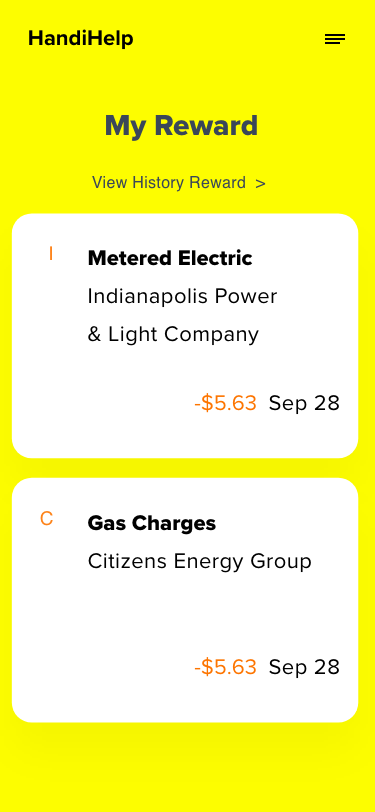 HandiHelp
My Reward
View History Reward >
I
Metered Electric
Indianapolis Power
& Light Company
-$5.63 Sep 28
C
Gas Charges
Citizens Energy Group
-$5.63 Sep 28